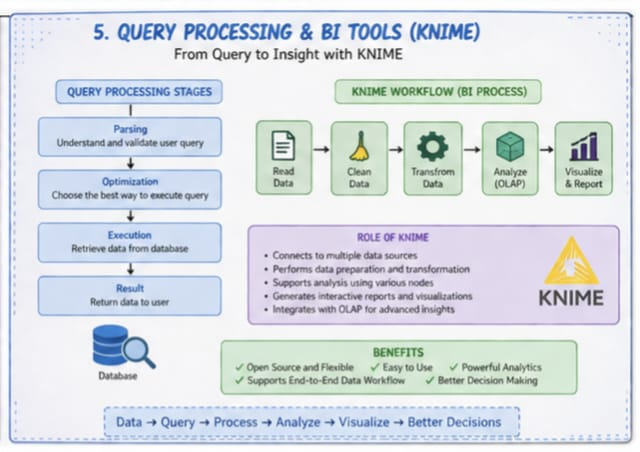 5. QUERY PROCESSING & BI TOOLS (KNIME)
From Query to Insight with KNIME
QUERY PROCESSING STAGES
Parsing
Understand and validate user query
Optimization
Choose the best way to execute query
Execution
Retrieve data from database
Result
Return data to user
Database
KNIME WORKFLOW (BI PROCESS)
Read
Data
Clean
Data
Transfrom
Data
Analyze
(OLAP)
Visualize
& Report
ROLE OF KNIME
• Connects to multiple data sources
• Performs data preparation and transformation
• Supports analysis using various nodes
• Generates interactive reports and visualizations
• Integrates with OLAP for advanced insights
KNIME
BENEFITS
✓ Open Source and Flexible ✓ Easy to Use ✓ Powerful Analytics
✓ Supports End-to-End Data Workflow ✓ Better Decision Making
Data → Query → Process → Analyze → Visualize → Better Decisions